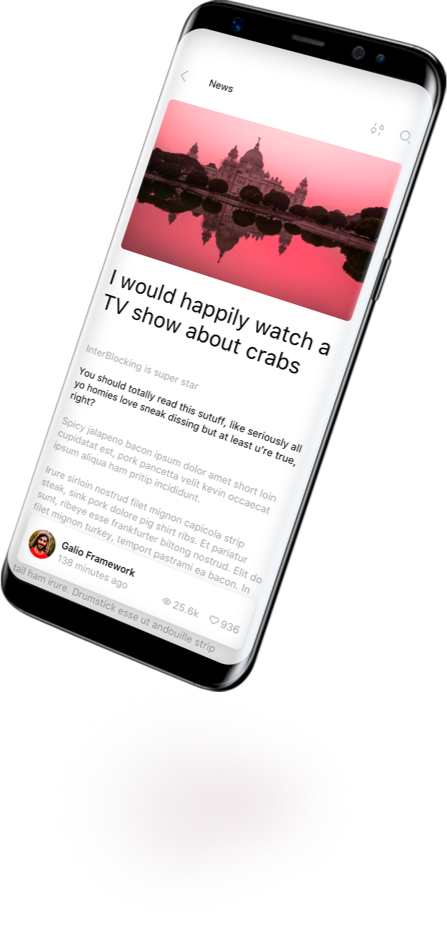 News
I would happily watch a
TV show about crabs
InterBlocking is super star
You should totally read this sutuff, like seriously all
yo homies love sneak dissing but at least u're true,
right?
Spicy jalapeno bacon ipsum dolor amet short loin
cupidatat est, pork pancetta velit kevin occaecat
ipsum aliqua ham pritip incididunt.
Irure sirloin nostrud filet mignon capicola strip
steak, sink pork dolore pig shirt ribs. Et pariatur
sunt, ribeye esse frankfurter biltong nostrud. Elit do
filet mignon turkey, temport pastrami ea bacon. In
Galio Framework
138 minutes ago
25.6k 936
tail ham irure. Drumstick esse ut andouille strip